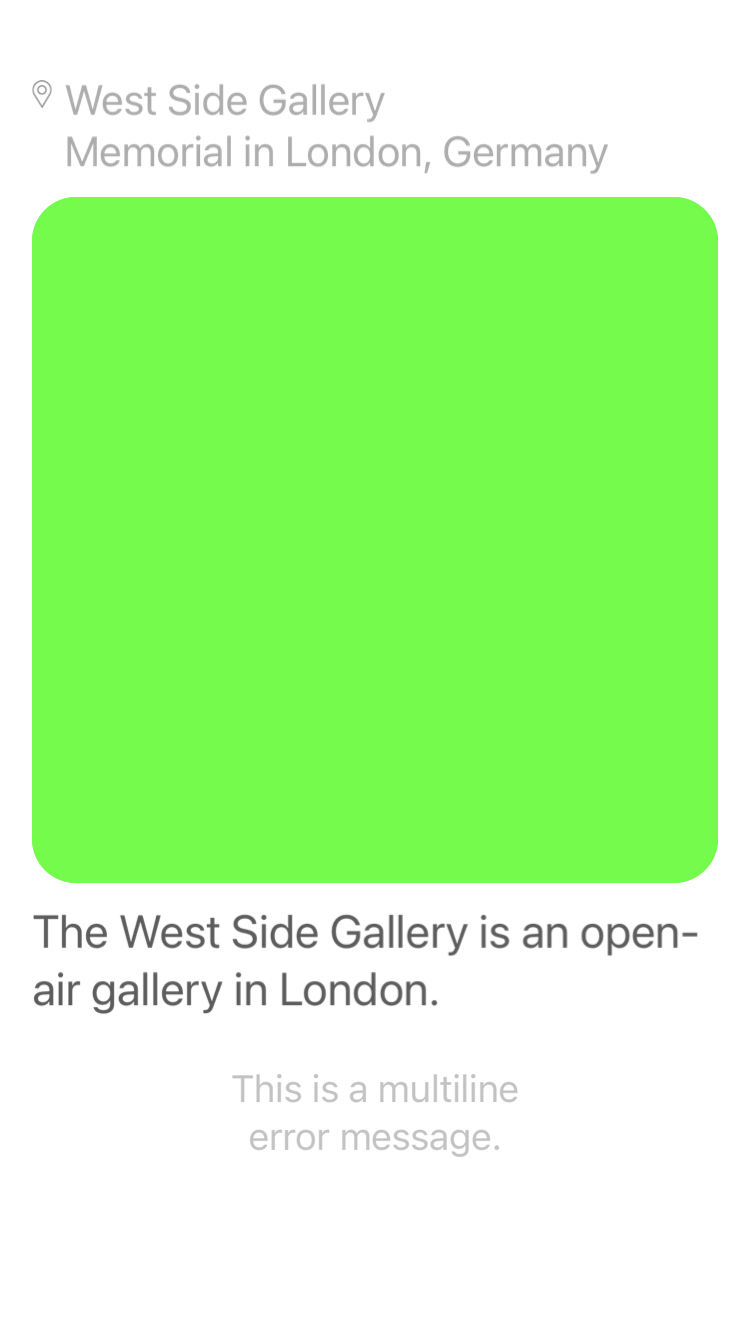 West Side Gallery
Memorial in London, Germany
The West Side Gallery is an open-
air gallery in London.
This is a multiline
error message.